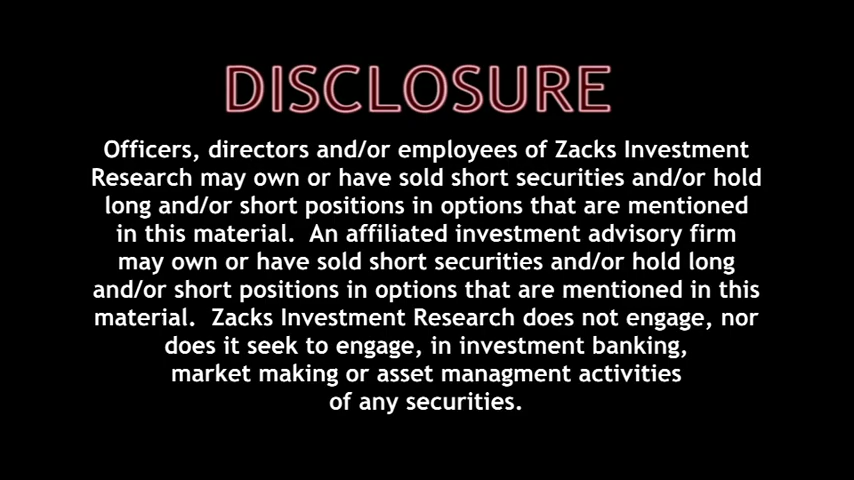 DISCLOSURE
Officers, directors and/or employees of Zacks Investment
Research may own or have sold short securities and/or hold
long and/or short positions in options that are mentioned
in this material.  An affiliated investment advisory firm
may own or have sold short securities and/or hold long
and/or short positions in options that are mentioned in this
material.  Zacks Investment Research does not engage, nor
does it seek to engage, in investment banking,
market making or asset managment activities
of any securities.